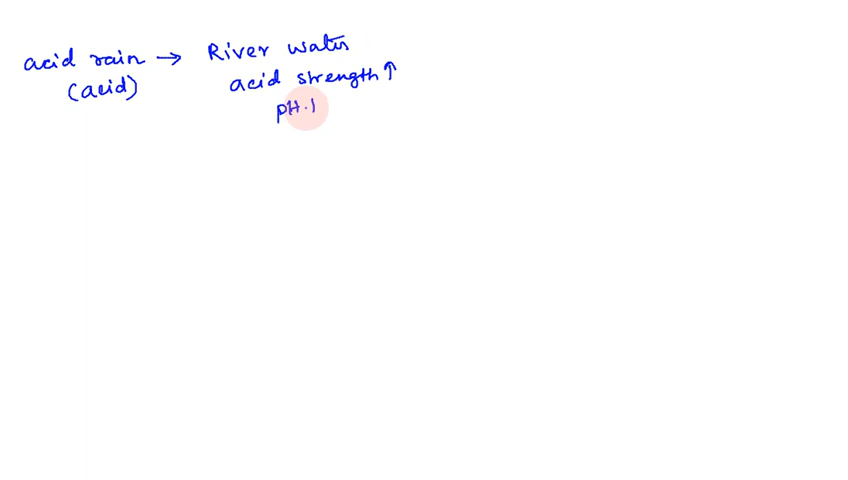 acid rain → River water
(acid) acid strength ↑
pH